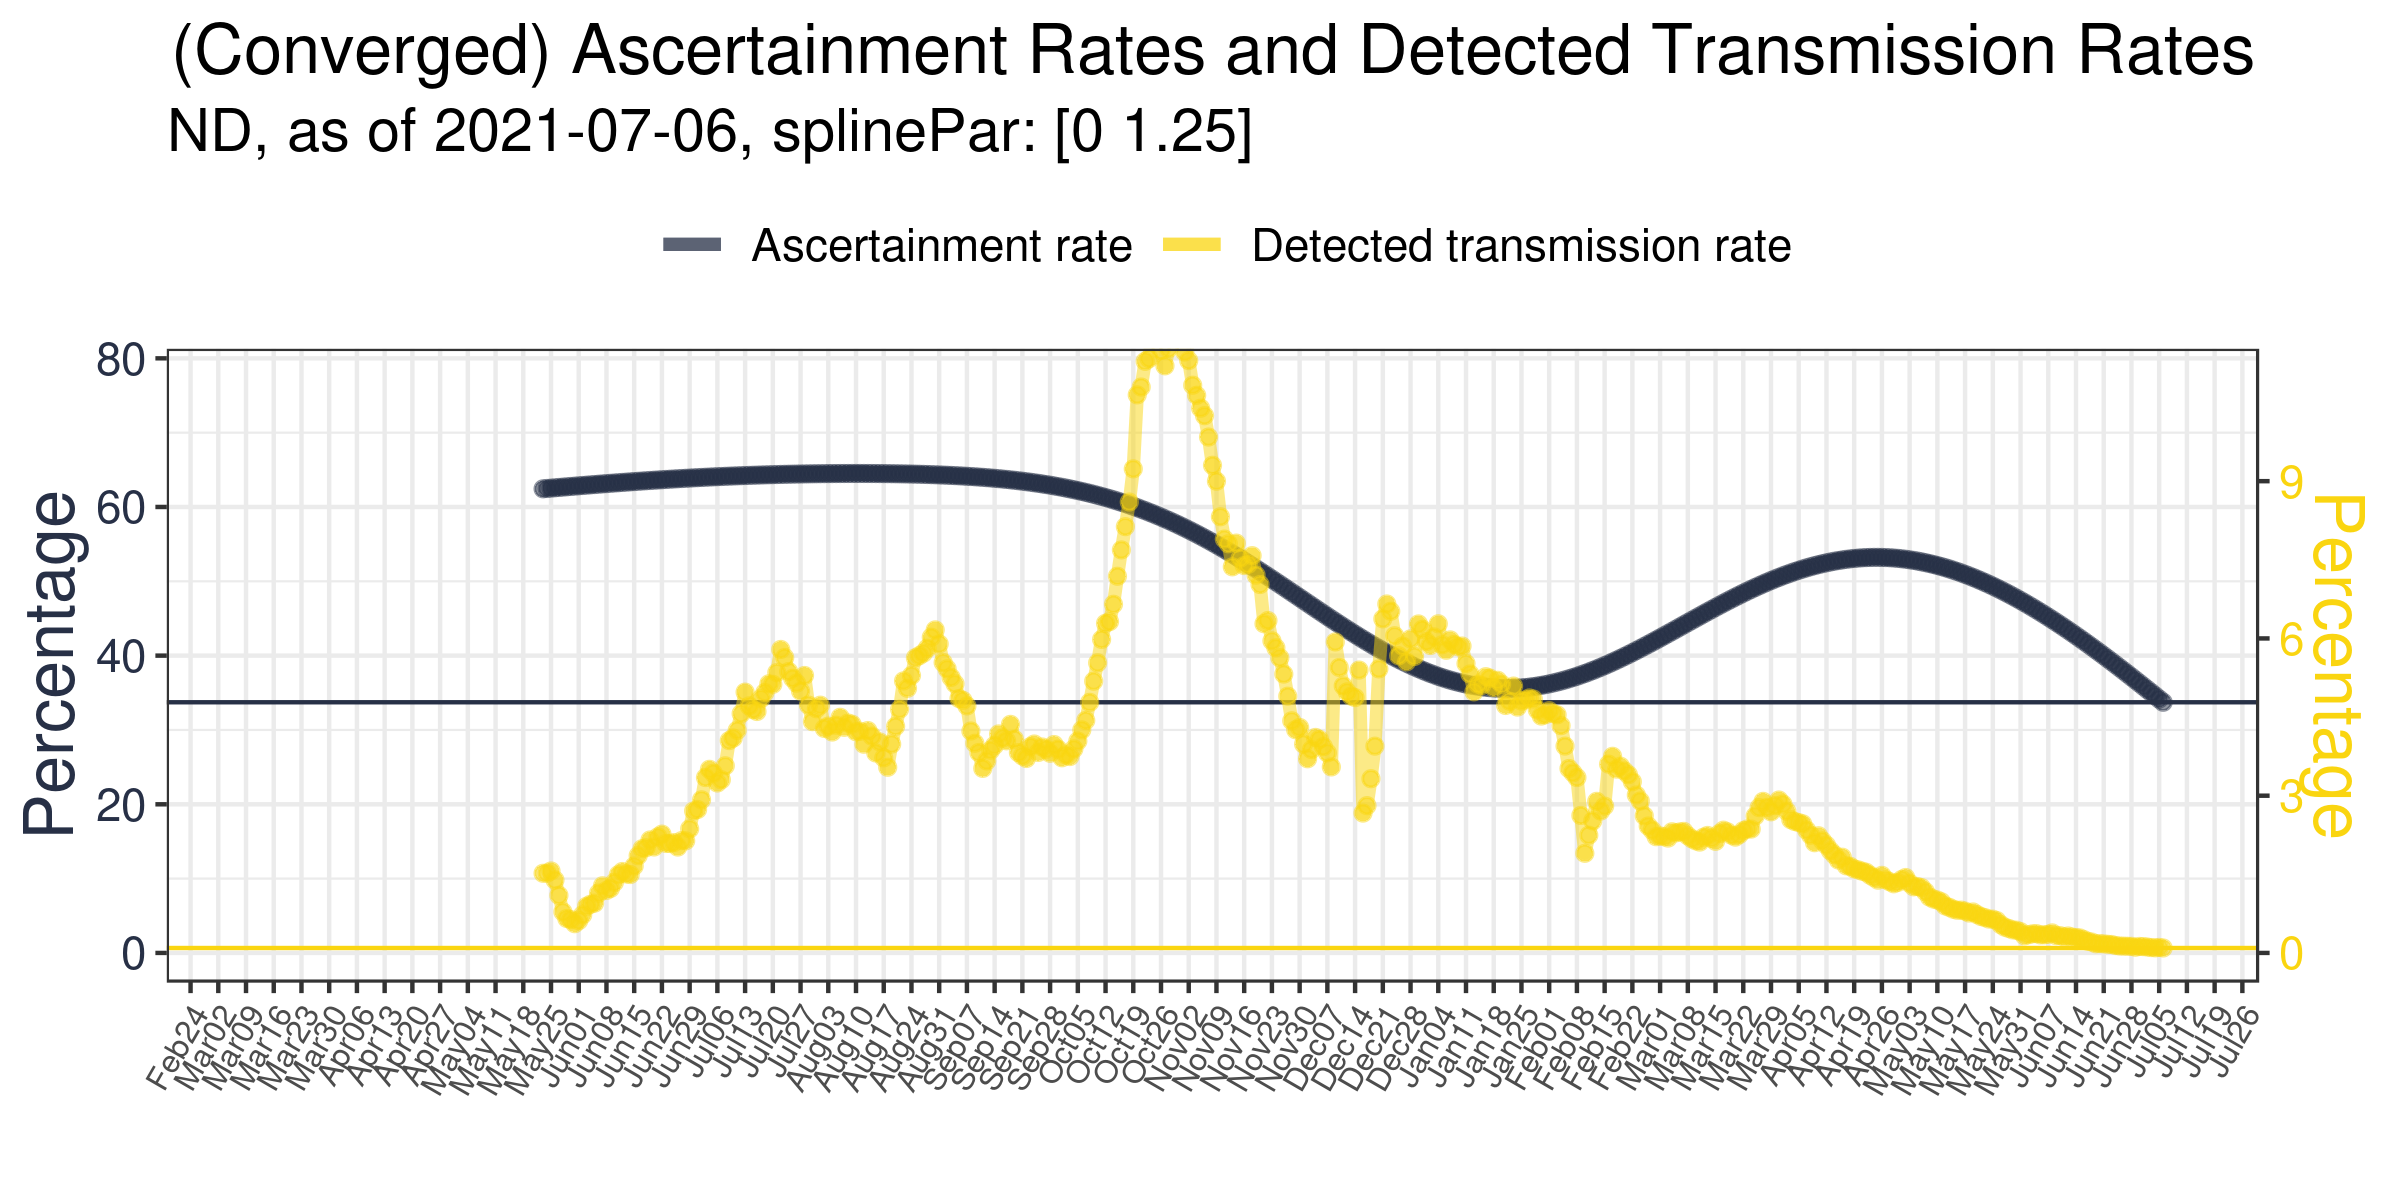 (Converged) Ascertainment Rates and Detected Transmission Rates
ND, as of 2021-07-06, splinePar: [0 1.25]
Ascertainment rate Detected transmission rate
Percentage
80
60
40
20
0
9
6
3
0
Percentage
Feb24 Mar02 Mar09 Mar16 Mar23 Mar30 Apr06 Apr13 Apr20 Apr27 May04 May11 May18 May25 Jun01 Jun08 Jun15 Jun22 Jun29 Jul06 Jul13 Jul20 Jul27 Aug03 Aug10 Aug17 Aug24 Aug31 Sep07 Sep14 Sep21 Sep28 Oct05 Oct12 Oct19 Oct26 Nov02 Nov09 Nov16 Nov23 Nov30 Dec07 Dec14 Dec21 Dec28 Jan04 Jan11 Jan18 Jan25 Feb01 Feb08 Feb15 Feb22 Mar01 Mar08 Mar15 Mar22 Mar29 Apr05 Apr12 Apr19 Apr26 May03 May10 May17 May24 May31 Jun07 Jun14 Jun21 Jun28 Jul05 Jul12 Jul19 Jul26